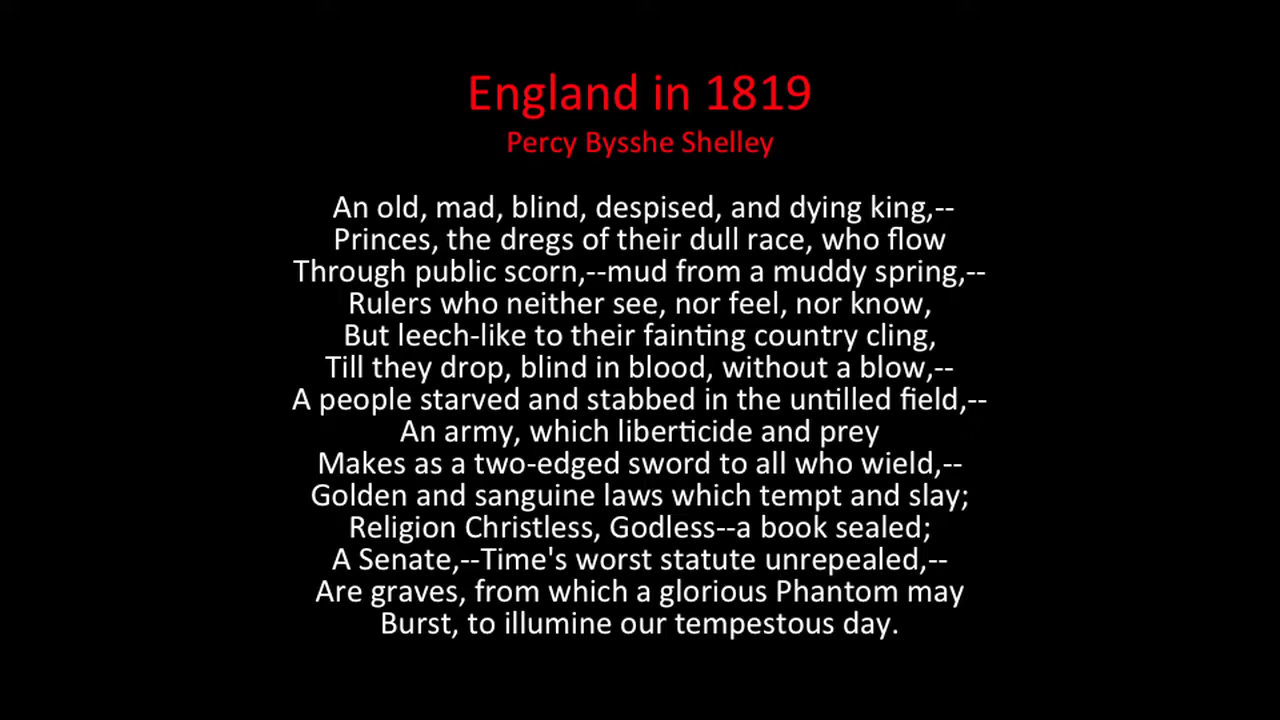 England in 1819
Percy Bysshe Shelley
An old, mad, blind, despised, and dying king,--
Princes, the dregs of their dull race, who flow
Through public scorn,--mud from a muddy spring,--
Rulers who neither see, nor feel, nor know,
But leech-like to their fainting country cling,
Till they drop, blind in blood, without a blow,--
A people starved and stabbed in the untilled field,--
An army, which liberticide and prey
Makes as a two-edged sword to all who wield,--
Golden and sanguine laws which tempt and slay;
Religion Christless, Godless--a book sealed;
A Senate,--Time's worst statute unrepealed,--
Are graves, from which a glorious Phantom may
Burst, to illumine our tempestous day.